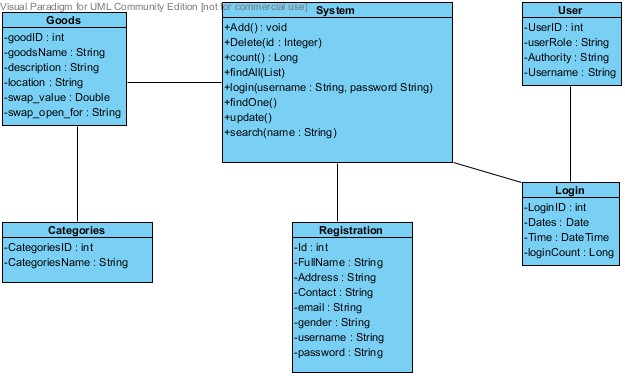 Visual Paradigm for UML Community Edition [not for commercial use]
Goods
-goodID : int
-goodsName : String
-description : String
-location : String
-swap_value : Double
-swap_open_for : String
System
+Add() : void
+Delete(id : Integer)
+count() : Long
+findAll(List)
+login(username : String, password String)
+findOne()
+update()
+search(name : String)
User
-UserID : int
-userRole : String
-Authority : String
-Username : String
Categories
-CategoriesID : int
-CategoriesName : String
Registration
-Id : int
-FullName : String
-Address : String
-Contact : String
-email : String
-gender : String
-username : String
-password : String
Login
-LoginID : int
-Dates : Date
-Time : DateTime
-loginCount : Long